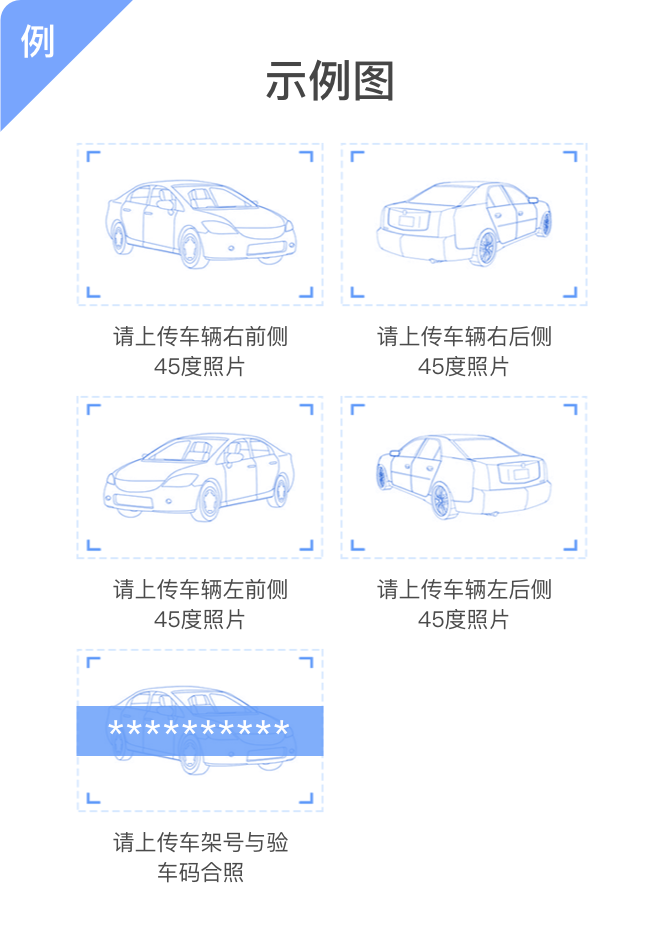 例
示例图
请上传车辆右前侧
45度照片
请上传车辆右后侧
45度照片
请上传车辆左前侧
45度照片
请上传车辆左后侧
45度照片
**********
请上传车架号与验
车码合照